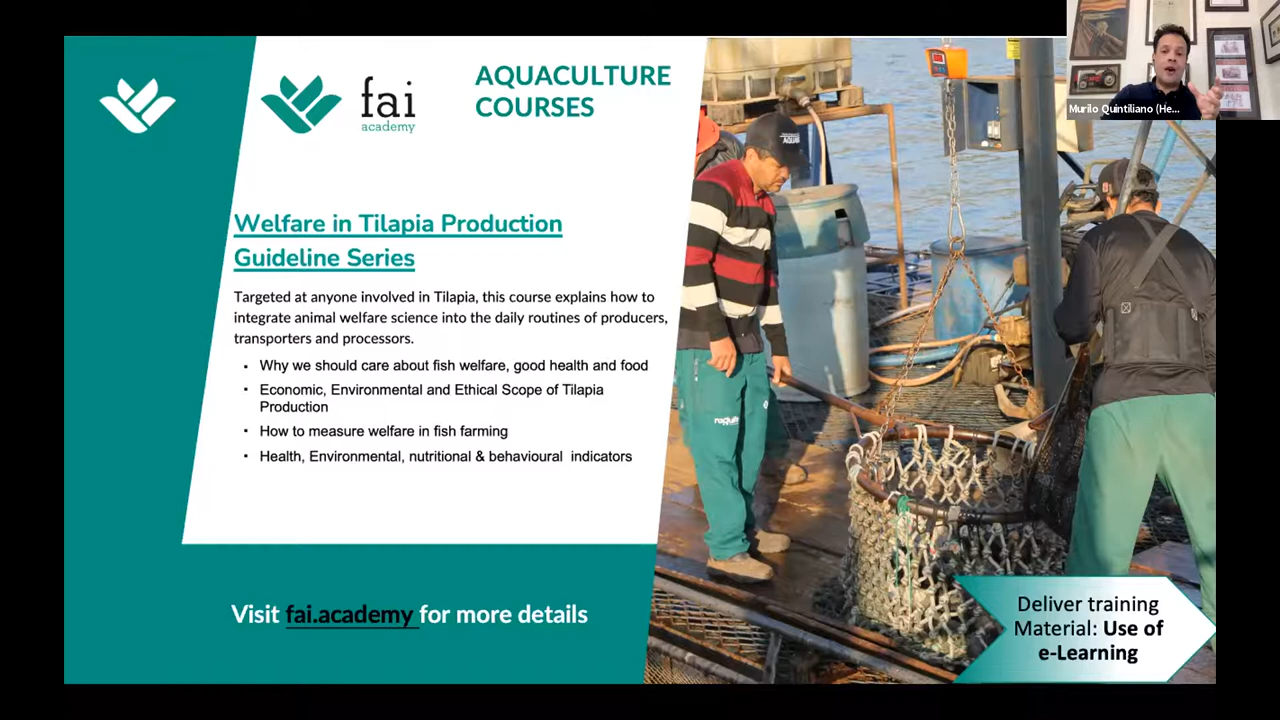 fai
academy
AQUACULTURE
COURSES
Murilo Quintiliano (He...
Welfare in Tilapia Production
Guideline Series
Targeted at anyone involved in Tilapia, this course explains how to
integrate animal welfare science into the daily routines of producers,
transporters and processors.
▪ Why we should care about fish welfare, good health and food
▪ Economic, Environmental and Ethical Scope of Tilapia
Production
▪ How to measure welfare in fish farming
▪ Health, Environmental, nutritional & behavioural indicators
Visit fai.academy for more details
Deliver training
Material: Use of
e-Learning